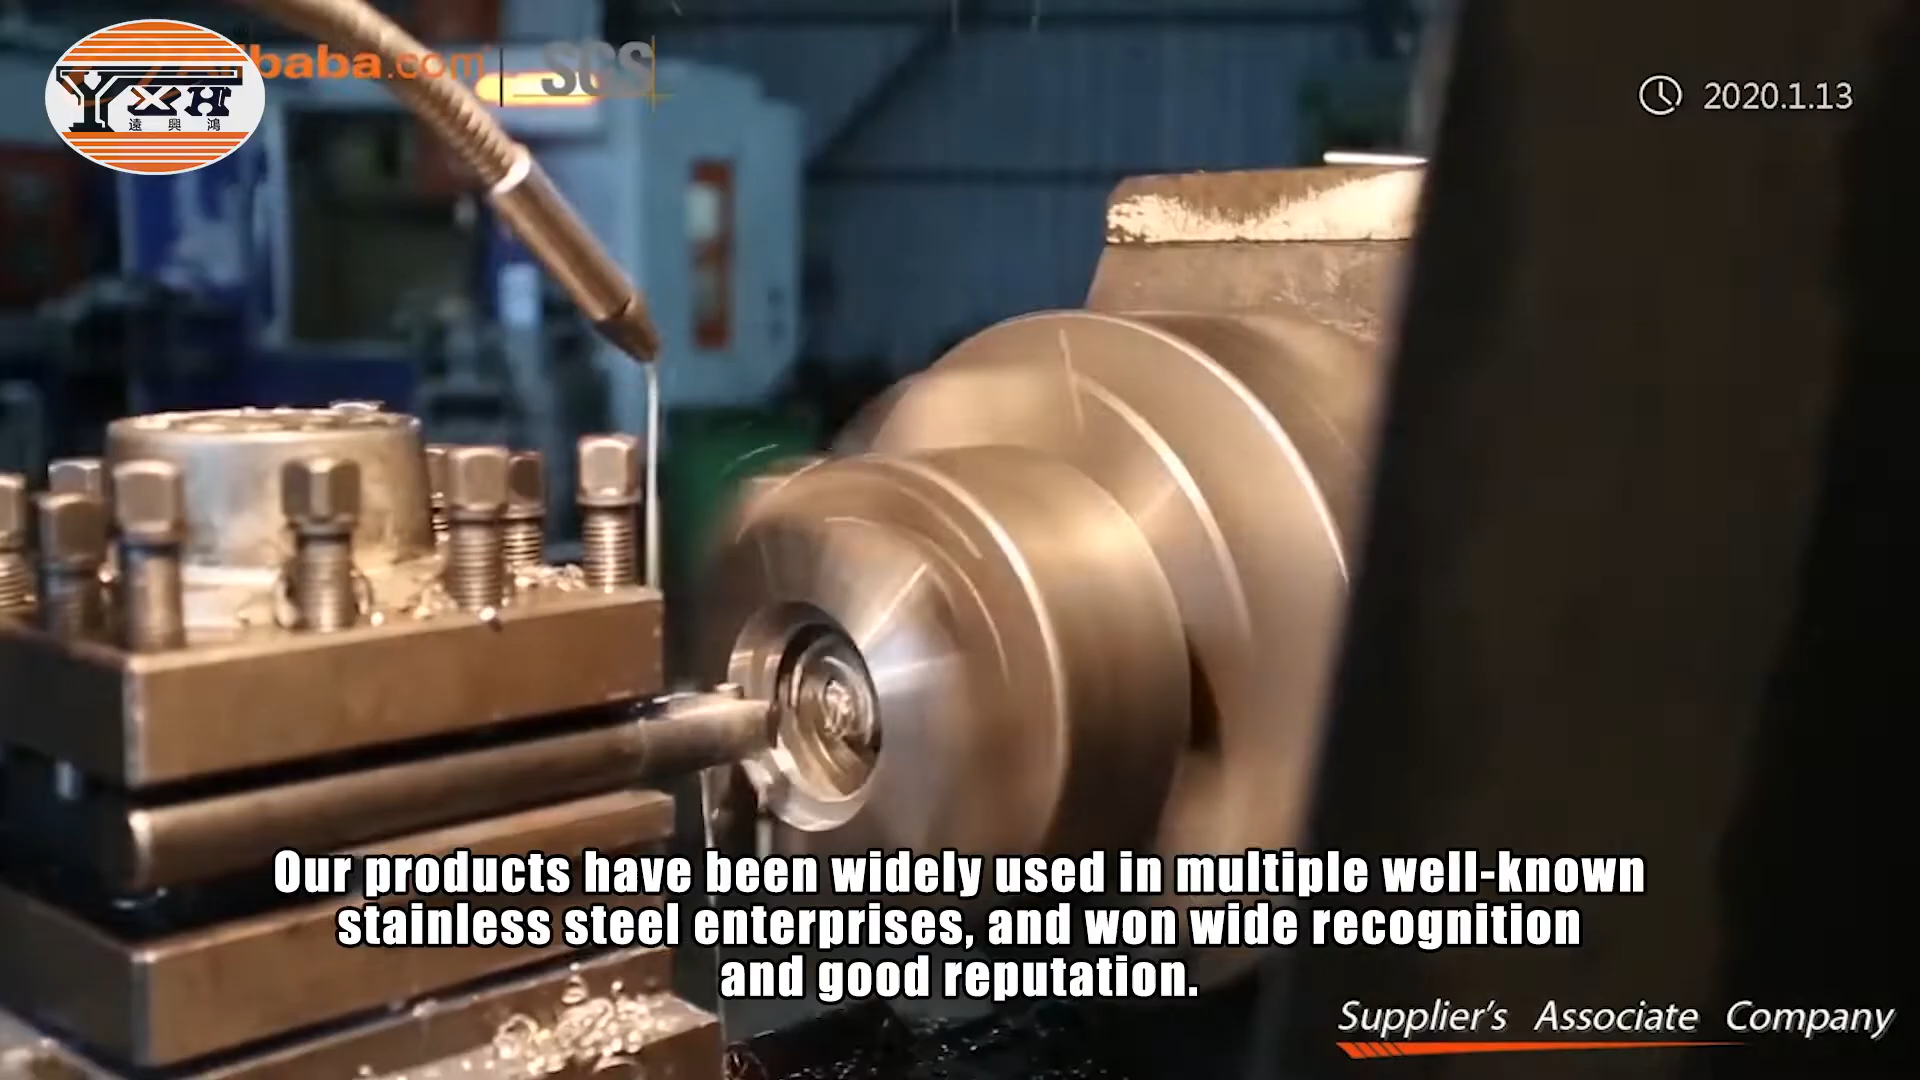 Alibaba.com | SGS
YXH
遠 興 鴻
2020.1.13
Our products have been widely used in multiple well-known
stainless steel enterprises, and won wide recognition
and good reputation.
Supplier's Associate Company